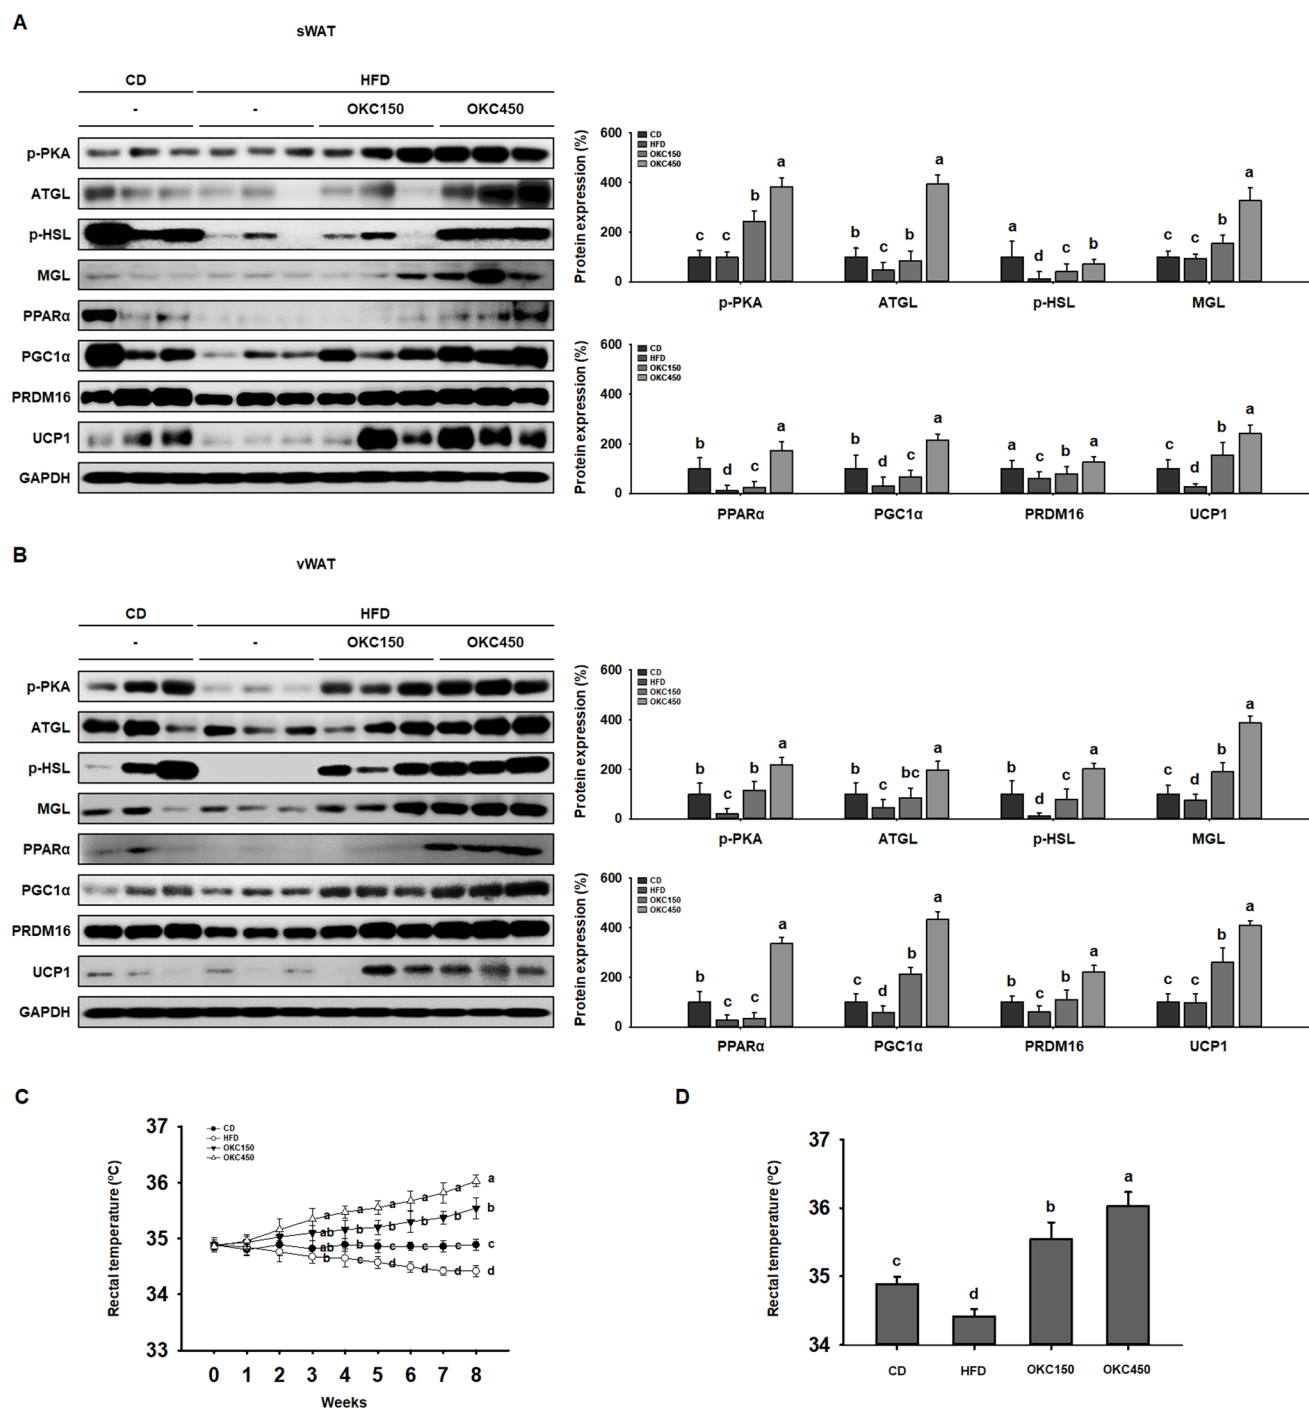 A
sWAT
CD HFD
- - OKC150 OKC450
p-PKA
ATGL
p-HSL
MGL
PPARα
PGC1α
PRDM16
UCP1
GAPDH
Protein expression (%)
600
400
200
0
CD
HFD
OKC150
OKC450
c c b a
b c b a
a d c b
c c b a
p-PKA ATGL p-HSL MGL
Protein expression (%)
600
400
200
0
CD
HFD
OKC150
OKC450
b d c a
b d c a
a c b a
c d b a
PPARα PGC1α PRDM16 UCP1
B
vWAT
CD HFD
- - OKC150 OKC450
p-PKA
ATGL
p-HSL
MGL
PPARα
PGC1α
PRDM16
UCP1
GAPDH
Protein expression (%)
600
400
200
0
CD
HFD
OKC150
OKC450
b c b a
b c bc a
b d c a
c d b a
p-PKA ATGL p-HSL MGL
Protein expression (%)
600
400
200
0
CD
HFD
OKC150
OKC450
b c c a
c d b a
b c b a
c c b a
PPARα PGC1α PRDM16 UCP1
C
Rectal temperature (°C)
37
36
35
34
33
CD
HFD
OKC150
OKC450
a a a a a a
ab b b b b b
ab b c c c c
b c d d d d
0 1 2 3 4 5 6 7 8
Weeks
D
Rectal temperature (°C)
37
36
35
34
c d b a
CD HFD OKC150 OKC450